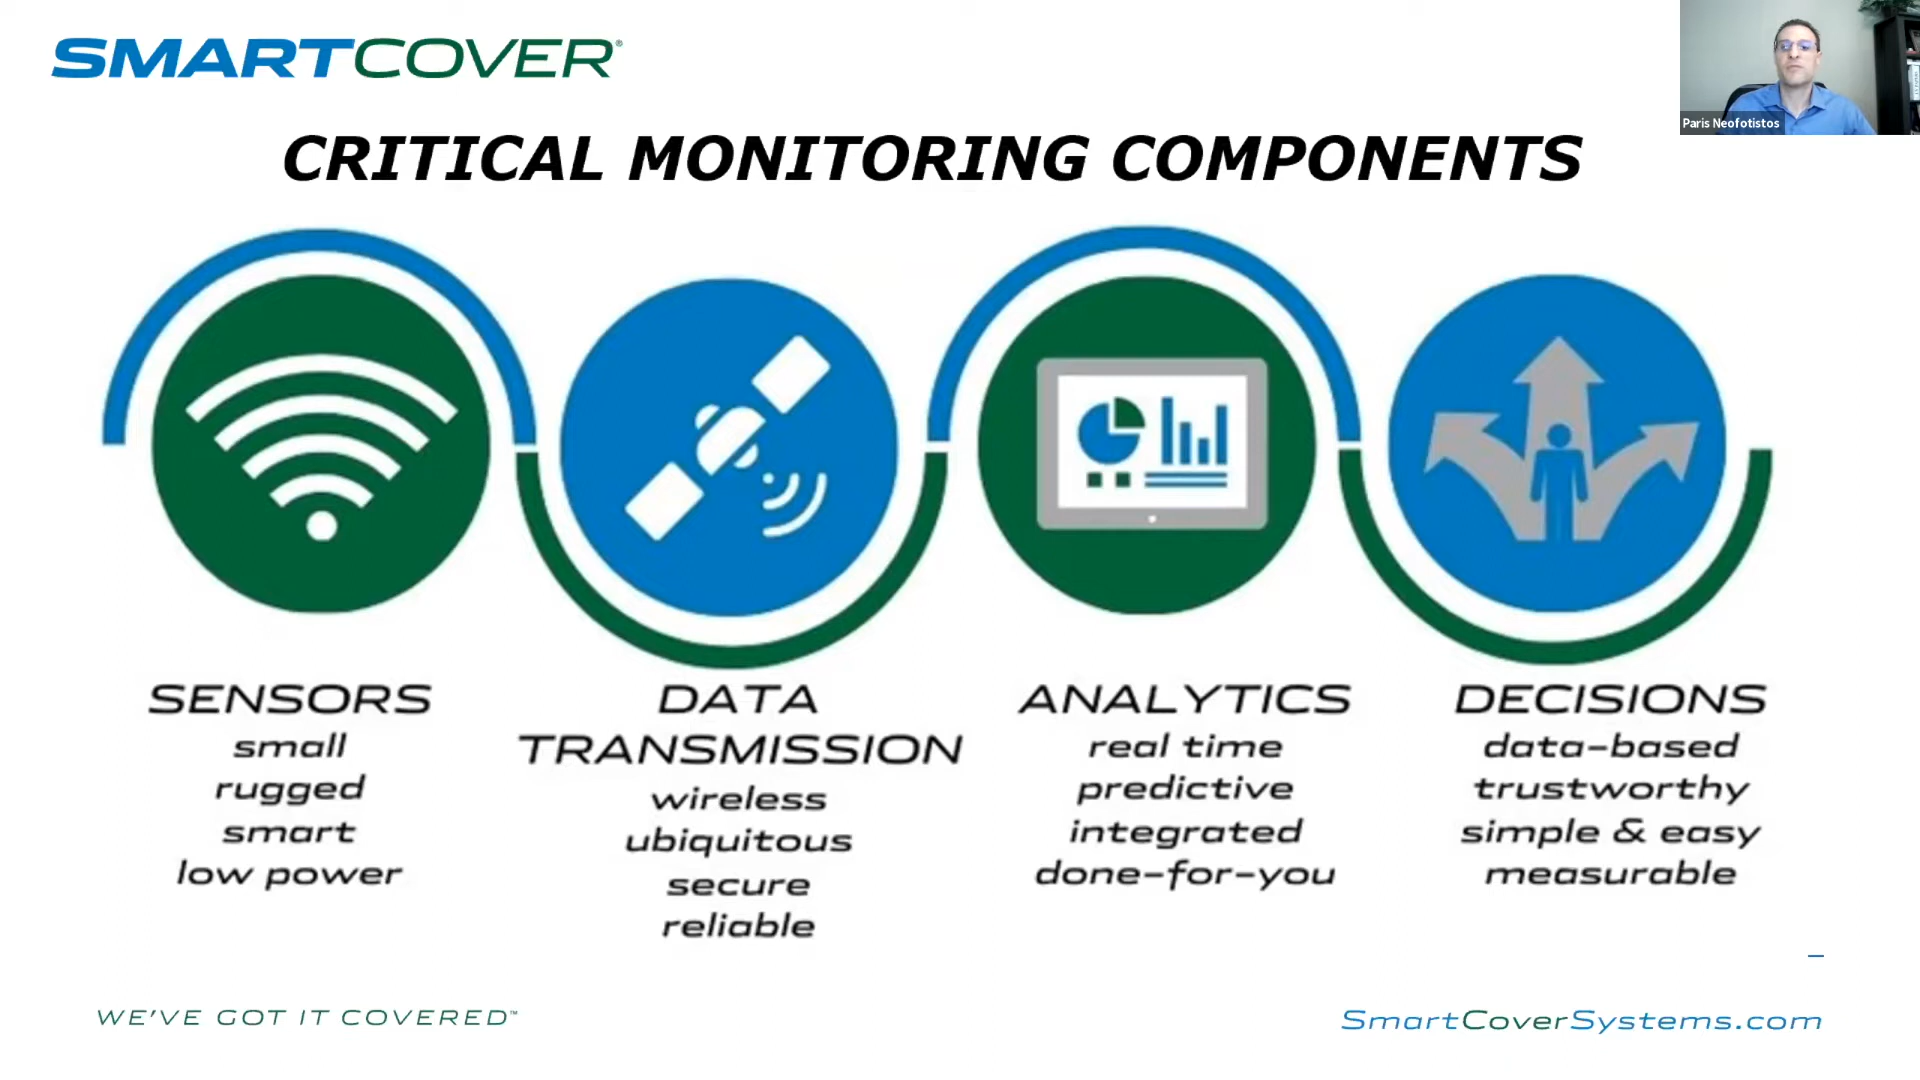 SMARTCOVER®
Paris Neofotistos
CRITICAL MONITORING COMPONENTS
SENSORS
small
rugged
smart
low power
DATA
TRANSMISSION
wireless
ubiquitous
secure
reliable
ANALYTICS
real time
predictive
integrated
done-for-you
DECISIONS
data-based
trustworthy
simple & easy
measurable
WE'VE GOT IT COVERED™
SmartCoverSystems.com